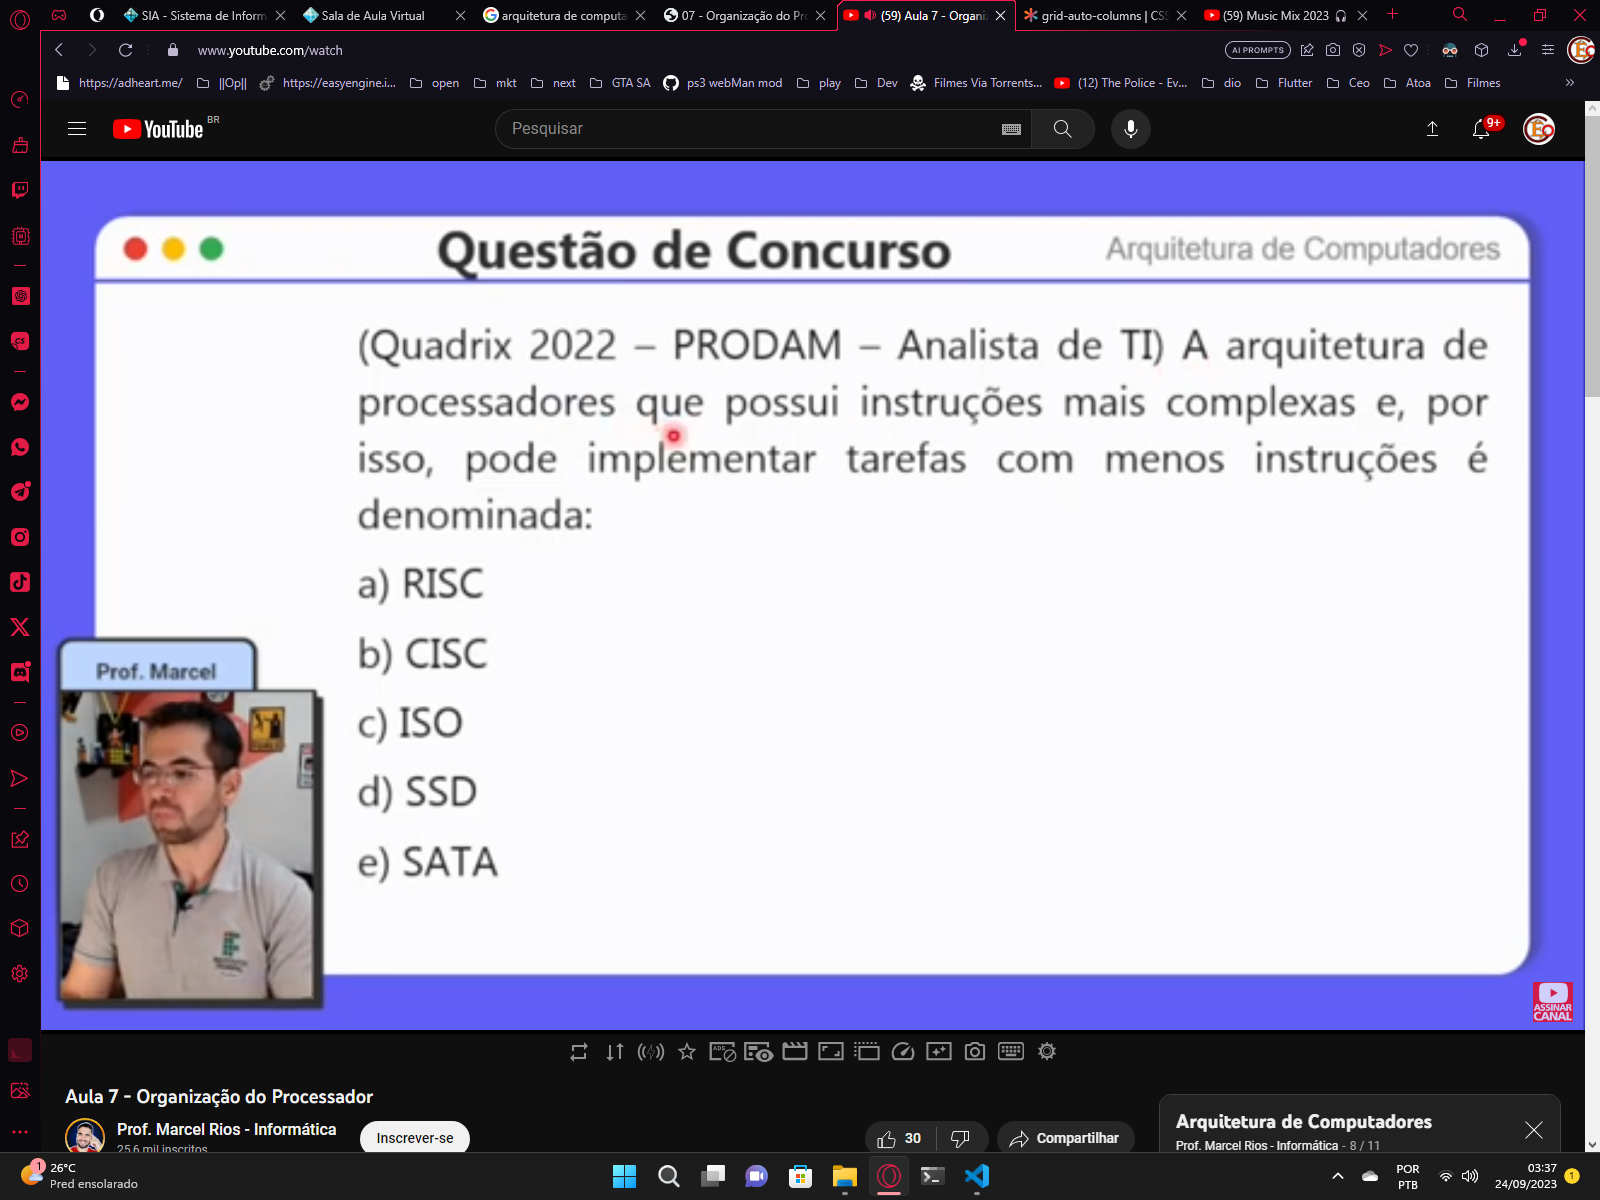 SIA - Sistema de Inform
Sala de Aula Virtual
arquitetura de computa
07 - Organização do Pro
(59) Aula 7 - Organi
grid-auto-columns | CSS
(59) Music Mix 2023
www.youtube.com/watch
AI PROMPTS
https://adheart.me/
||Op||
https://easyengine.i...
open
mkt
next
GTA SA
ps3 webMan mod
play
Dev
Filmes Via Torrents...
(12) The Police - Ev...
dio
Flutter
Ceo
Atoa
Filmes
YouTube BR
Pesquisar
9+
Questão de Concurso
Arquitetura de Computadores
(Quadrix 2022 – PRODAM – Analista de TI) A arquitetura de
processadores que possui instruções mais complexas e, por
isso, pode implementar tarefas com menos instruções é
denominada:
a) RISC
b) CISC
c) ISO
d) SSD
e) SATA
Prof. Marcel
ASSINAR
CANAL
Aula 7 - Organização do Processador
Prof. Marcel Rios - Informática
25,6 mil inscritos
Inscrever-se
30
Compartilhar
Arquitetura de Computadores
Prof. Marcel Rios - Informática - 8 / 11
1
26°C
Pred ensolarado
POR
PTB
03:37
24/09/2023
1